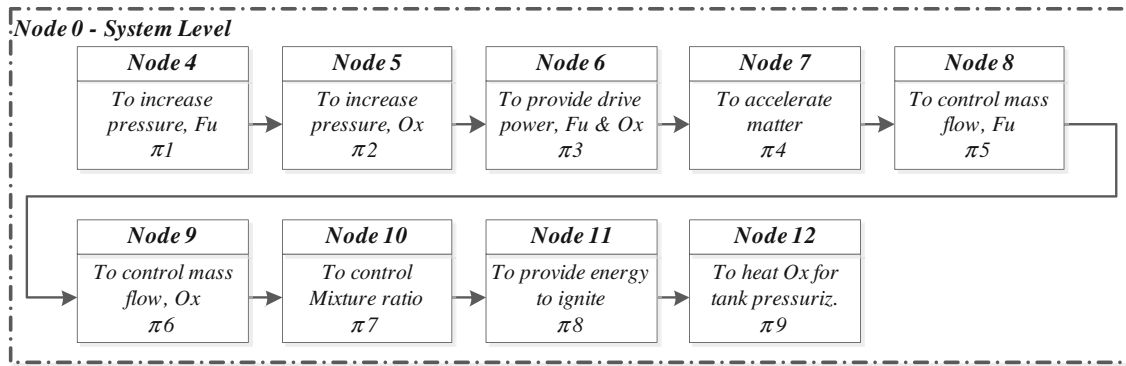 Node 0 - System Level
Node 4
To increase
pressure, Fu
π1
Node 5
To increase
pressure, Ox
π2
Node 6
To provide drive
power, Fu & Ox
π3
Node 7
To accelerate
matter
π4
Node 8
To control mass
flow, Fu
π5
Node 9
To control mass
flow, Ox
π6
Node 10
To control
Mixture ratio
π7
Node 11
To provide energy
to ignite
π8
Node 12
To heat Ox for
tank pressuriz.
π9